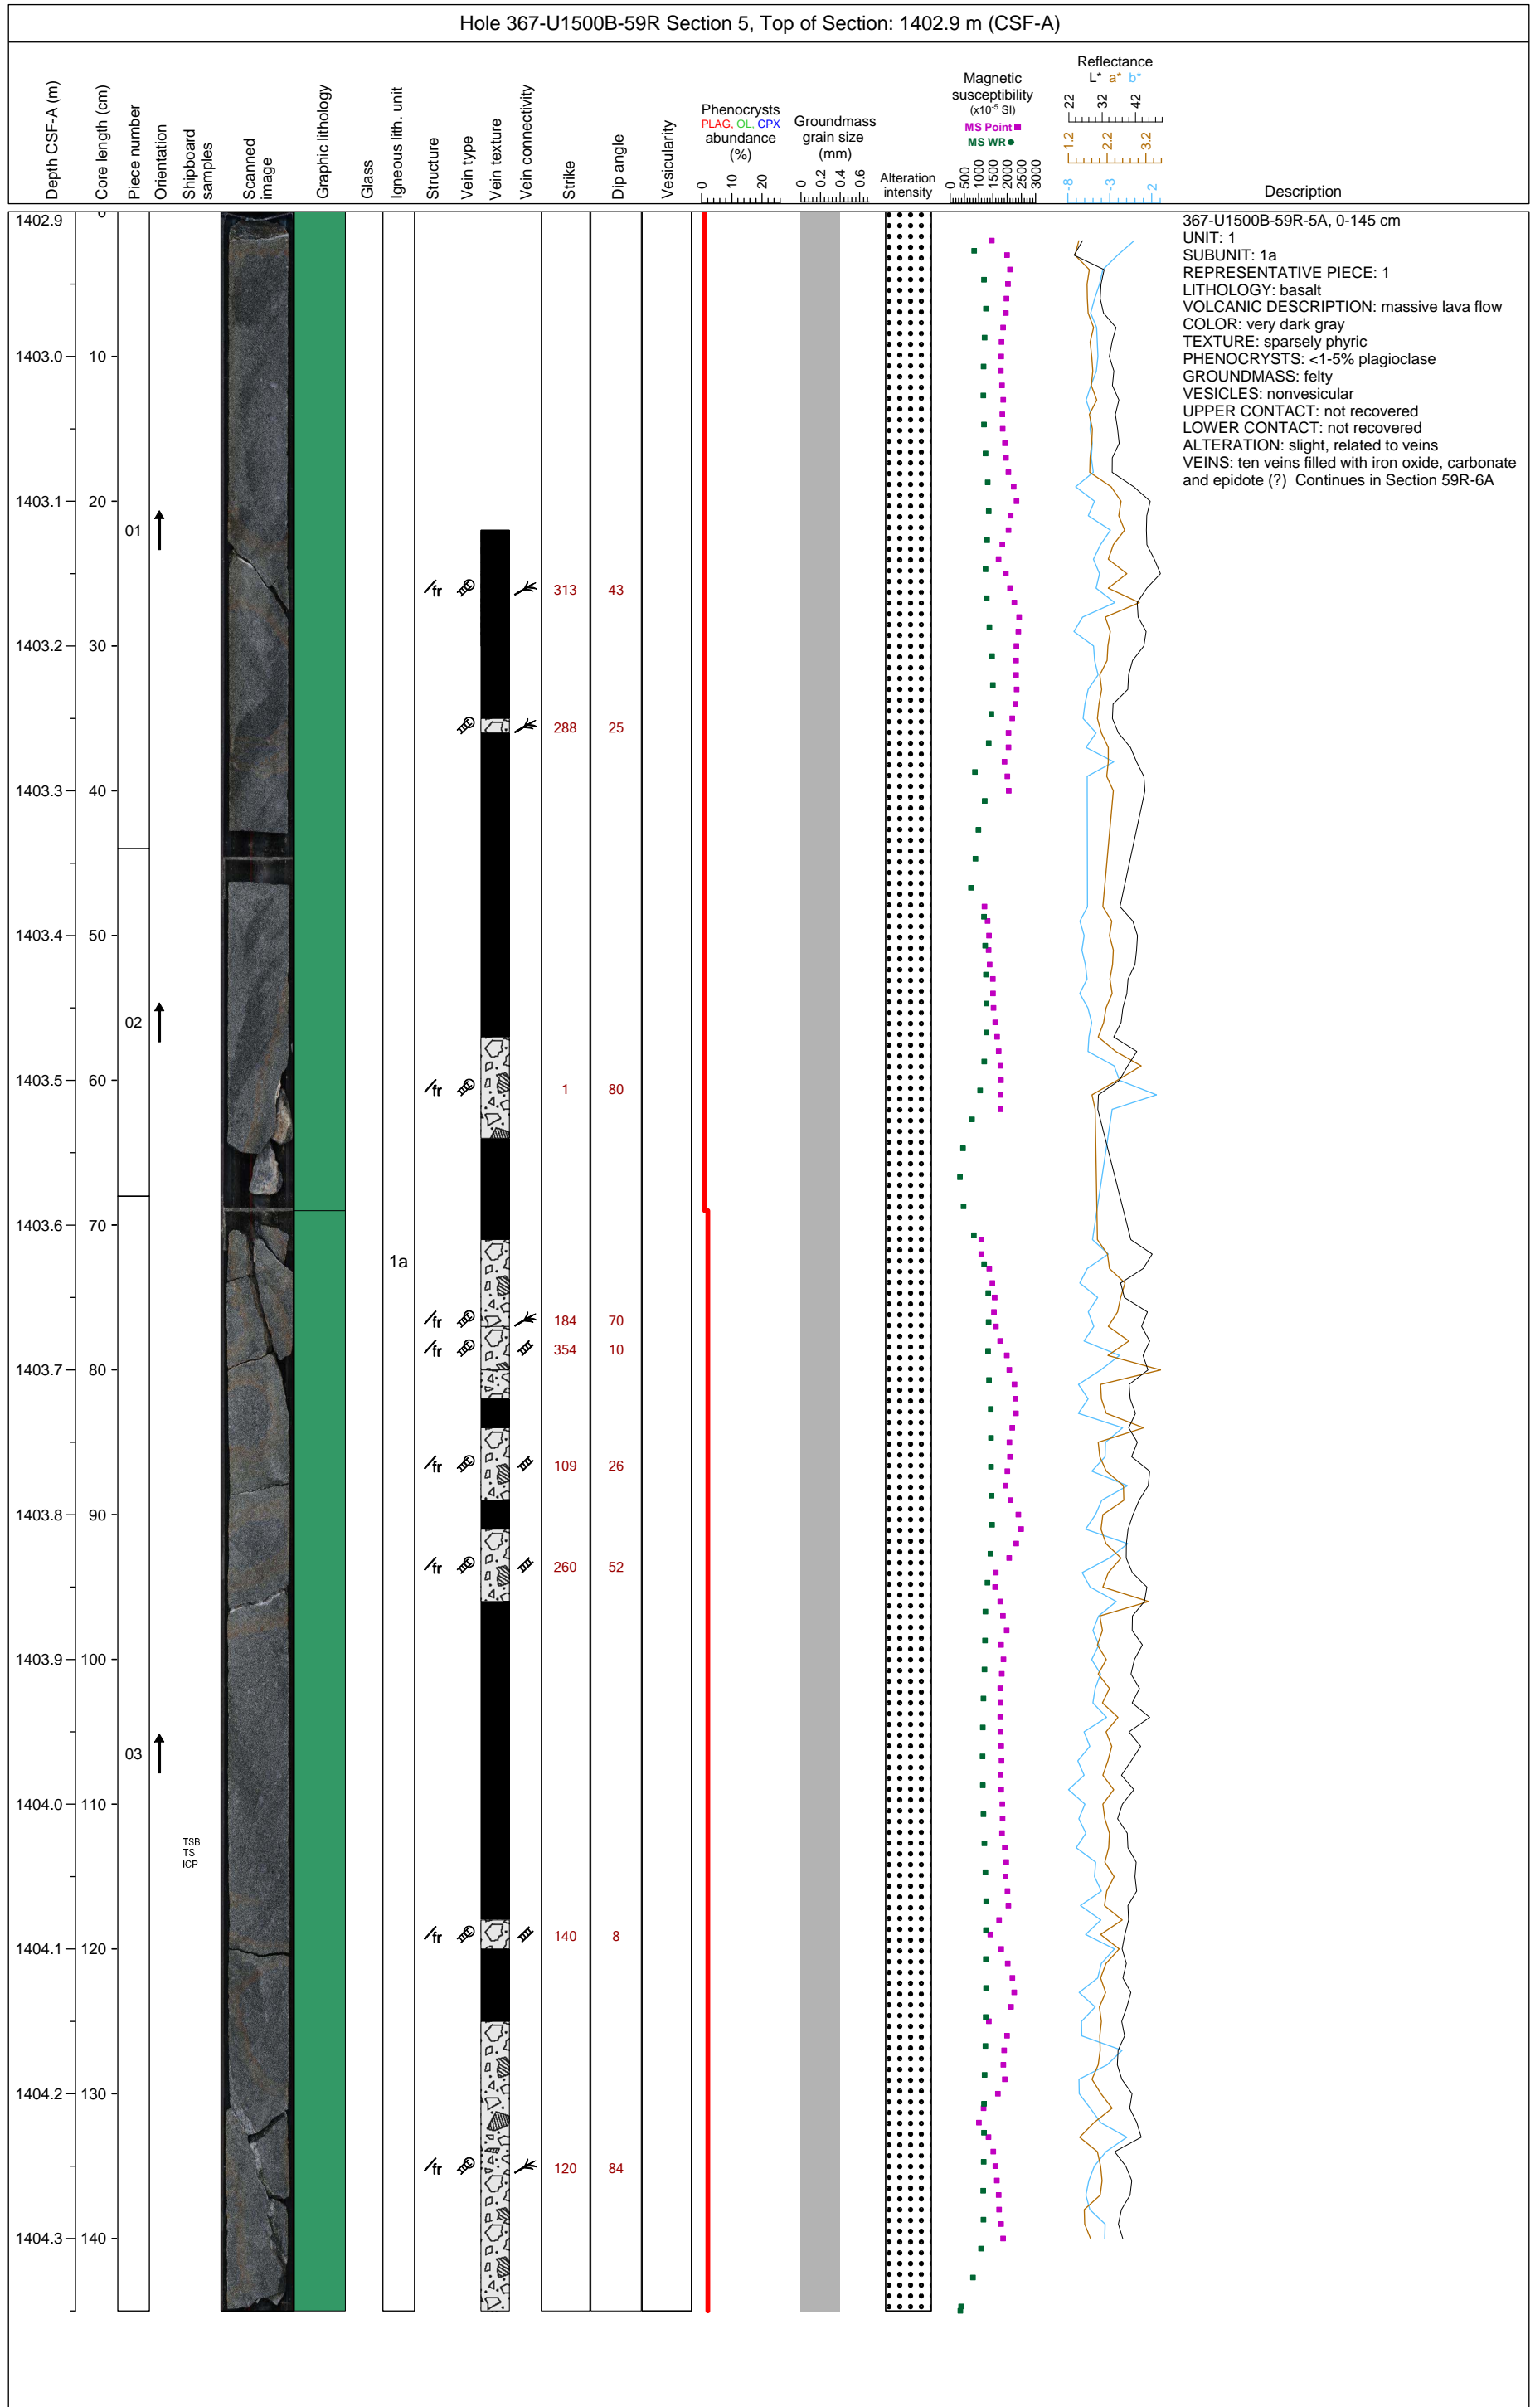 Hole 367-U1500B-59R Section 5, Top of Section: 1402.9 m (CSF-A)
Depth CSF-A (m)
Core length (cm)
Piece number
Orientation
Shipboard
samples
Scanned
image
Graphic lithology
Glass
Igneous lith. unit
Structure
Vein type
Vein texture
Vein connectivity
Strike
Dip angle
Vesicularity
Phenocrysts
PLAG, OL, CPX
abundance
(%)
0 10 20
Groundmass
grain size
(mm)
0 0.2 0.4 0.6
Alteration
intensity
Magnetic
susceptibility
(x10⁻⁵ SI)
MS Point
MS WR
0 500 1000 1500 2000 2500 3000
Reflectance
L* a* b*
22 32 42
1.2 2.2 3.2
-8 -3 2
Description
367-U1500B-59R-5A, 0-145 cm
UNIT: 1
SUBUNIT: 1a
REPRESENTATIVE PIECE: 1
LITHOLOGY: basalt
VOLCANIC DESCRIPTION: massive lava flow
COLOR: very dark gray
TEXTURE: sparsely phyric
PHENOCRYSTS: <1-5% plagioclase
GROUNDMASS: felty
VESICLES: nonvesicular
UPPER CONTACT: not recovered
LOWER CONTACT: not recovered
ALTERATION: slight, related to veins
VEINS: ten veins filled with iron oxide, carbonate
and epidote (?) Continues in Section 59R-6A
1402.9 0
1403.0 10
1403.1 20
01
fr 313 43
1403.2 30
288 25
1403.3 40
1403.4 50
02
1403.5 60
fr 1 80
1403.6 70
1a
fr 184 70
fr 354 10
1403.7 80
fr 109 26
1403.8 90
fr 260 52
1403.9 100
03
1404.0 110
TSB
TS
ICP
fr 140 8
1404.1 120
1404.2 130
fr 120 84
1404.3 140